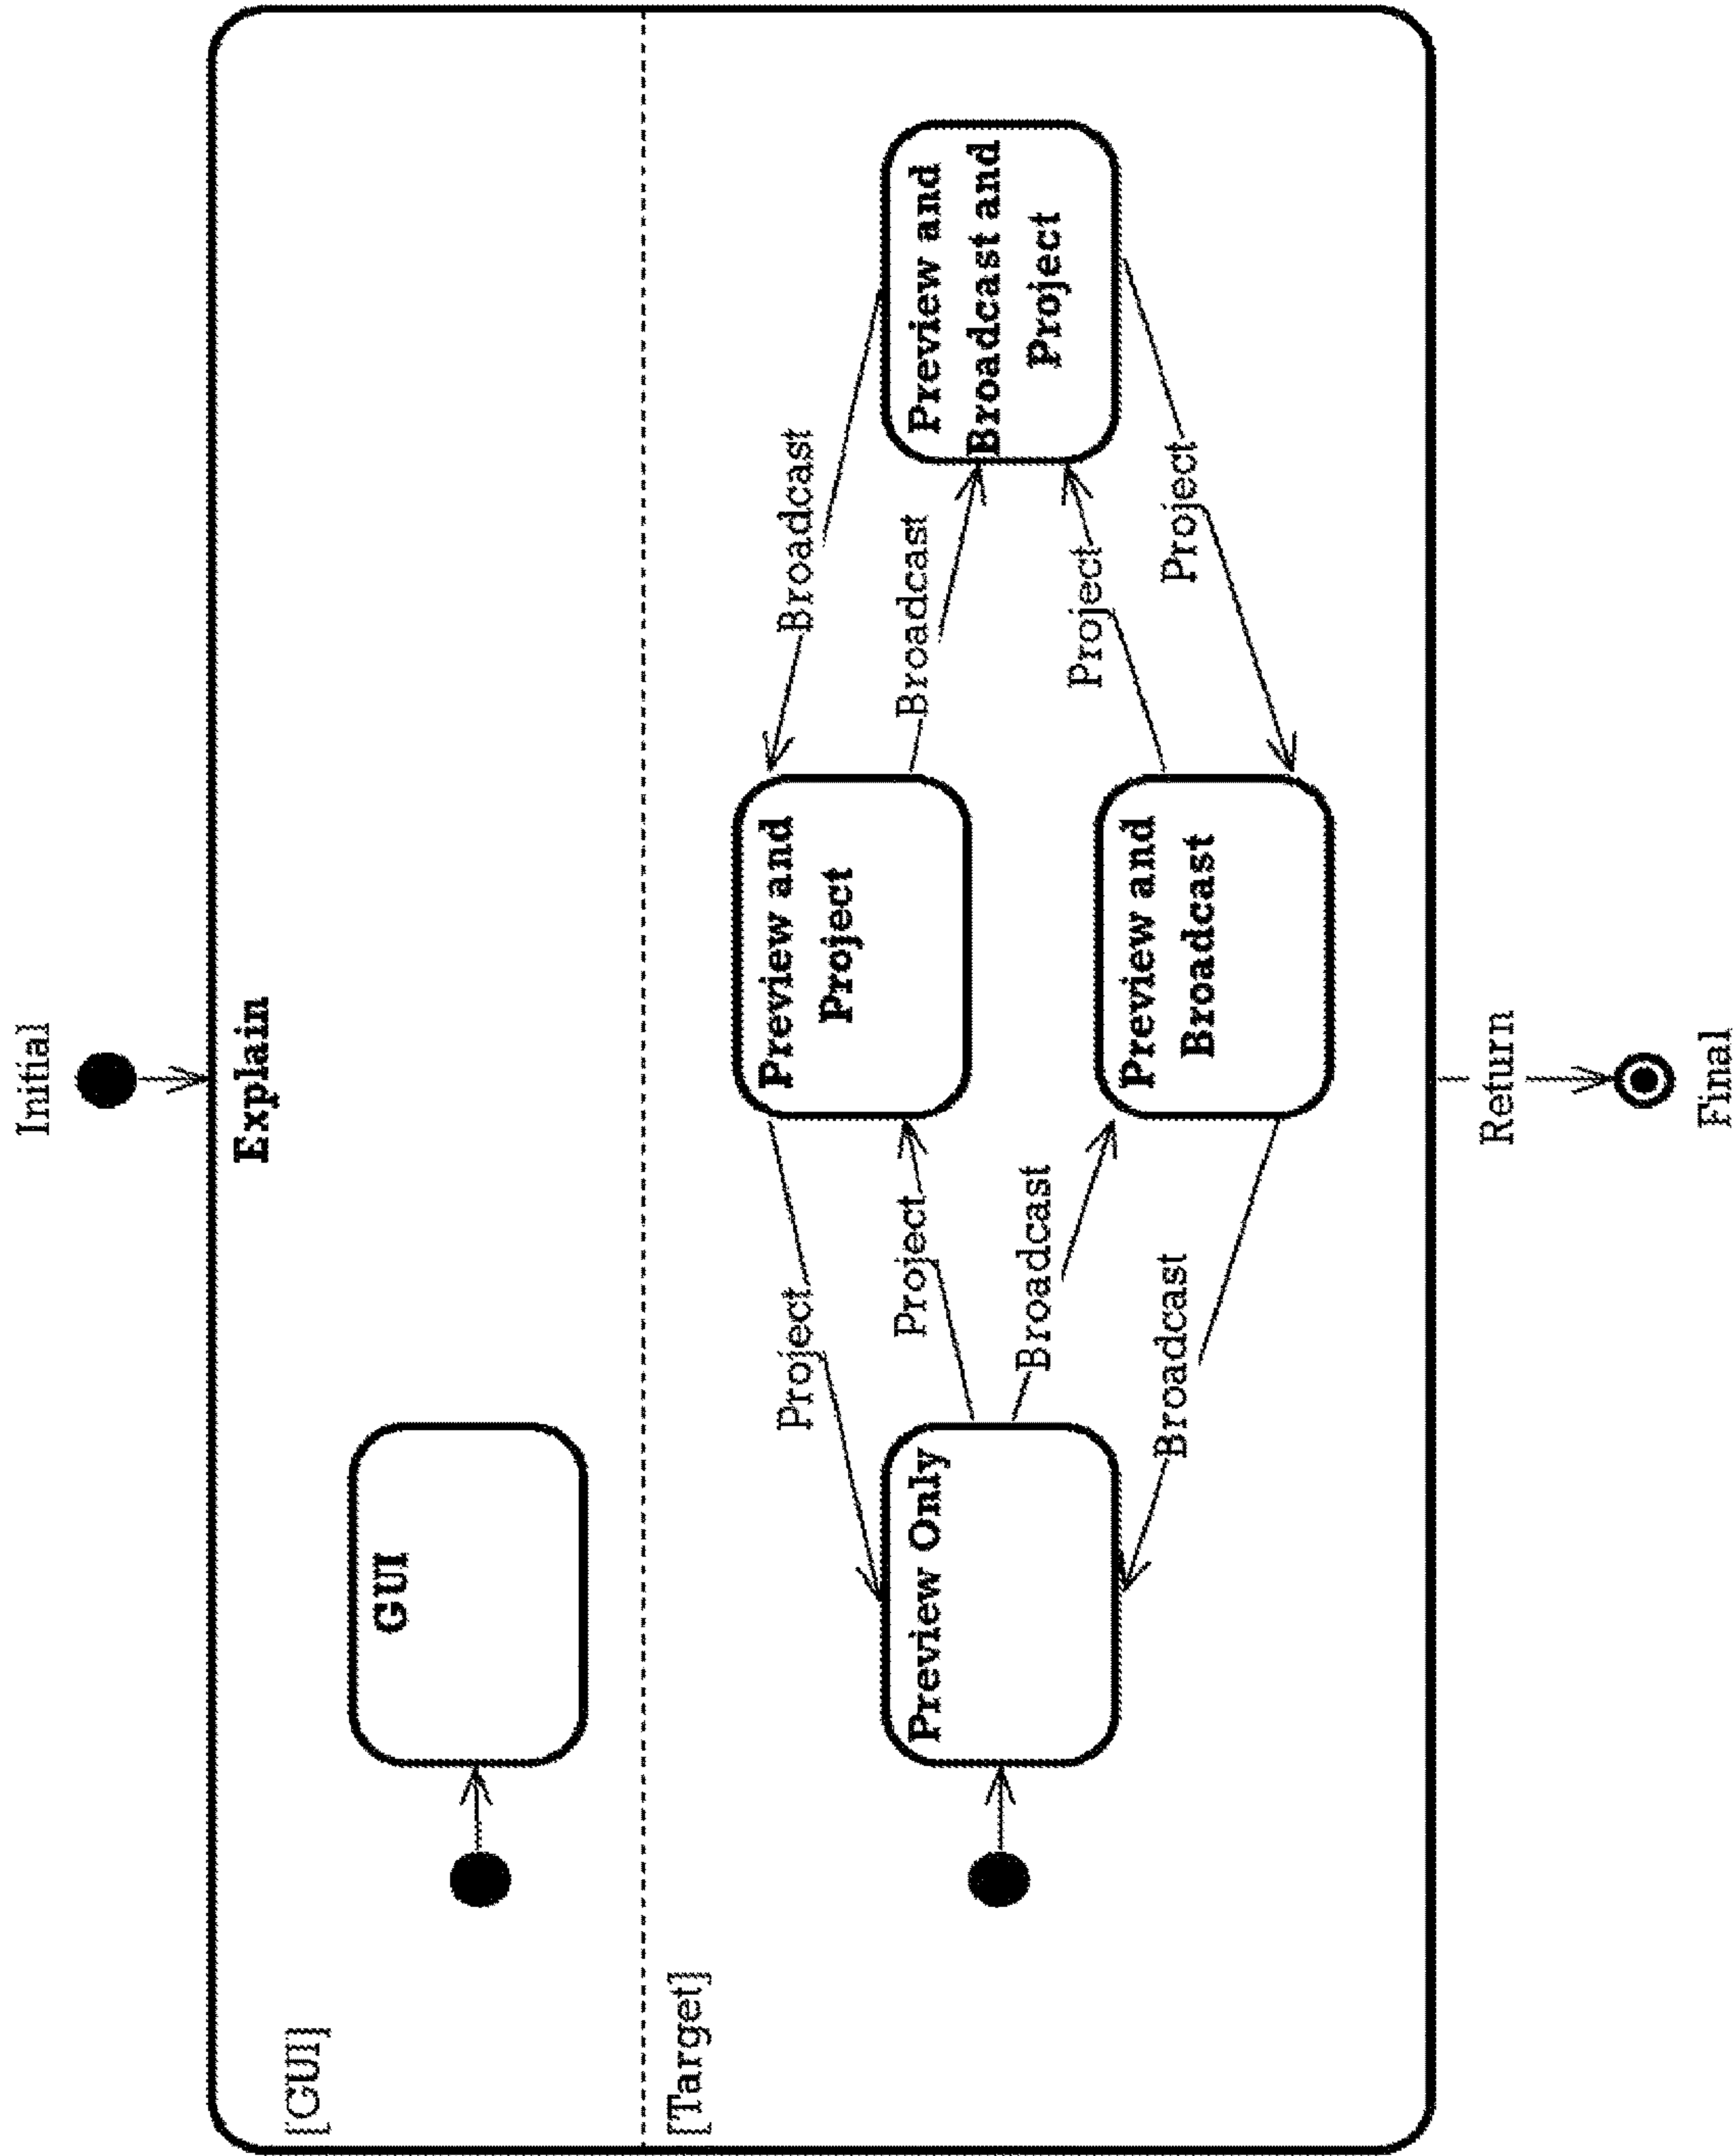 Initial
Explain
[GUI]
GUI
[Target]
Preview and
Project
Project
Broadcast
Project
Broadcast
Preview Only
Preview and
Broadcast and
Project
Broadcast
Project
Preview and
Broadcast
Broadcast
Project
Return
Final